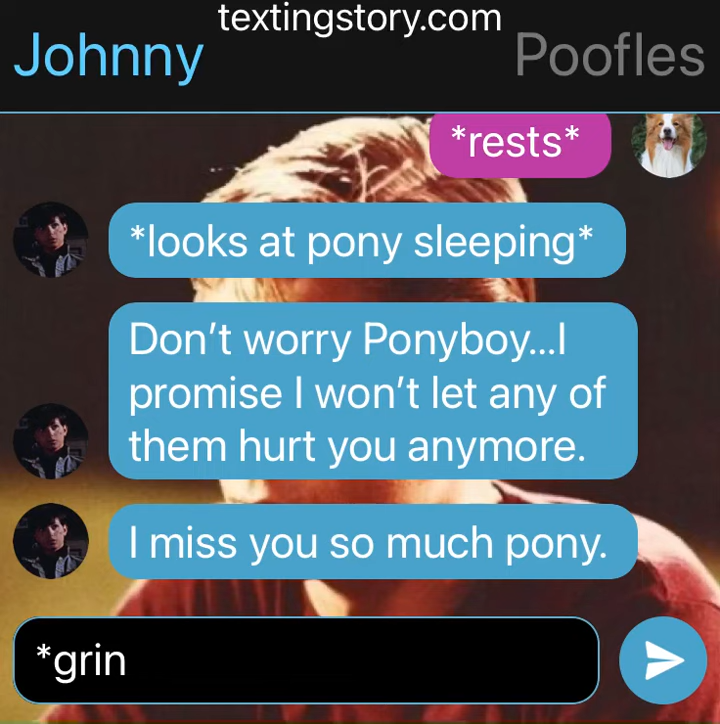 textingstory.com
Johnny
Poofles
*rests*
*looks at pony sleeping*
Don’t worry Ponyboy...I
promise I won’t let any of
them hurt you anymore.
I miss you so much pony.
*grin